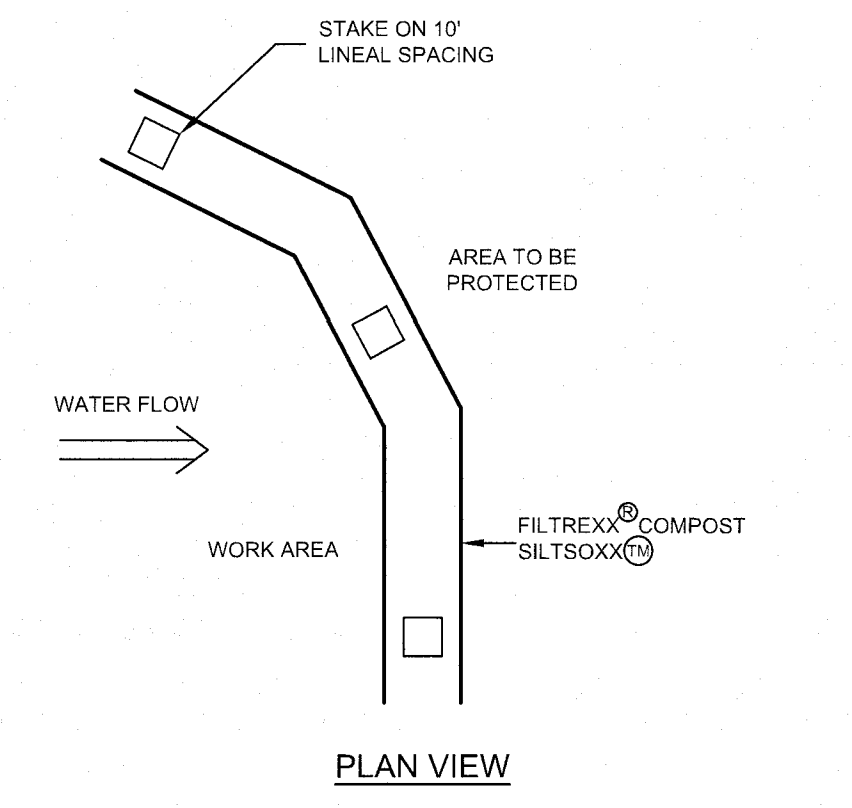 STAKE ON 10'
LINEAL SPACING
AREA TO BE
PROTECTED
WATER FLOW
FILTREXX® COMPOST
SILTSOXX™
WORK AREA
PLAN VIEW